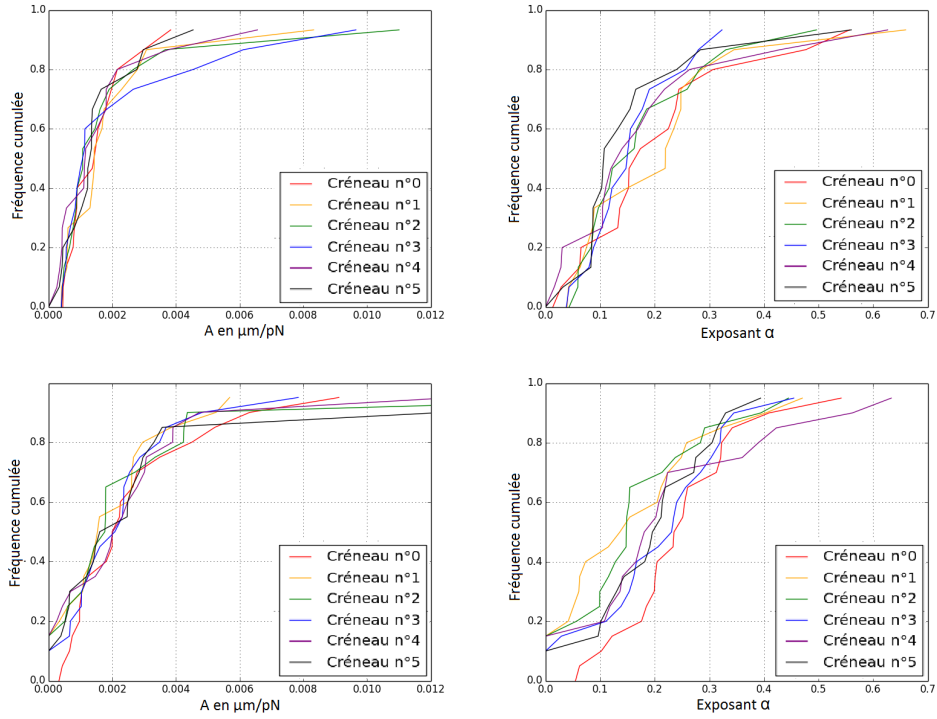 1.0
0.8
0.6
0.4
0.2
0.0
Fréquence cumulée
Créneau n°0
Créneau n°1
Créneau n°2
Créneau n°3
Créneau n°4
Créneau n°5
0.000 0.002 0.004 0.006 0.008 0.010 0.012
A en μm/pN
1.0
0.8
0.6
0.4
0.2
0.0
Fréquence cumulée
Créneau n°0
Créneau n°1
Créneau n°2
Créneau n°3
Créneau n°4
Créneau n°5
0.0 0.1 0.2 0.3 0.4 0.5 0.6 0.7
Exposant α
1.0
0.8
0.6
0.4
0.2
0.0
Fréquence cumulée
Créneau n°0
Créneau n°1
Créneau n°2
Créneau n°3
Créneau n°4
Créneau n°5
0.000 0.002 0.004 0.006 0.008 0.010 0.012
A en μm/pN
1.0
0.8
0.6
0.4
0.2
0.0
Fréquence cumulée
Créneau n°0
Créneau n°1
Créneau n°2
Créneau n°3
Créneau n°4
Créneau n°5
0.0 0.1 0.2 0.3 0.4 0.5 0.6 0.7
Exposant α